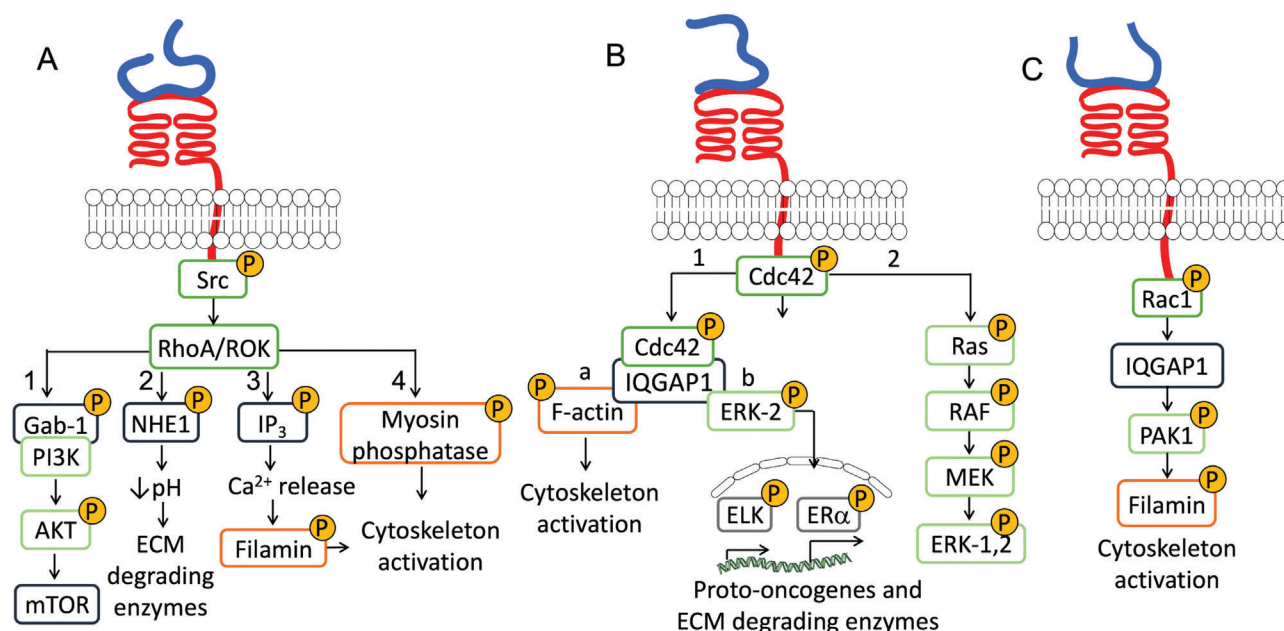 A
P
Src
RhoA/ROK
1
2
3
4
P
Gab-1
PI3K
P
AKT
mTOR
P
NHE1
↓pH
ECM
degrading
enzymes
P
IP₃
Ca²⁺ release
P
Filamin
P
Myosin
phosphatase
Cytoskeleton
activation
B
1
P
Cdc42
2
P
Cdc42
IQGAP1
a
b
P
F-actin
Cytoskeleton
activation
P
ERK-2
P
ELK
P
ERα
Proto-oncogenes and
ECM degrading enzymes
P
Ras
P
RAF
P
MEK
P
ERK-1,2
C
P
Rac1
IQGAP1
P
PAK1
P
Filamin
Cytoskeleton
activation